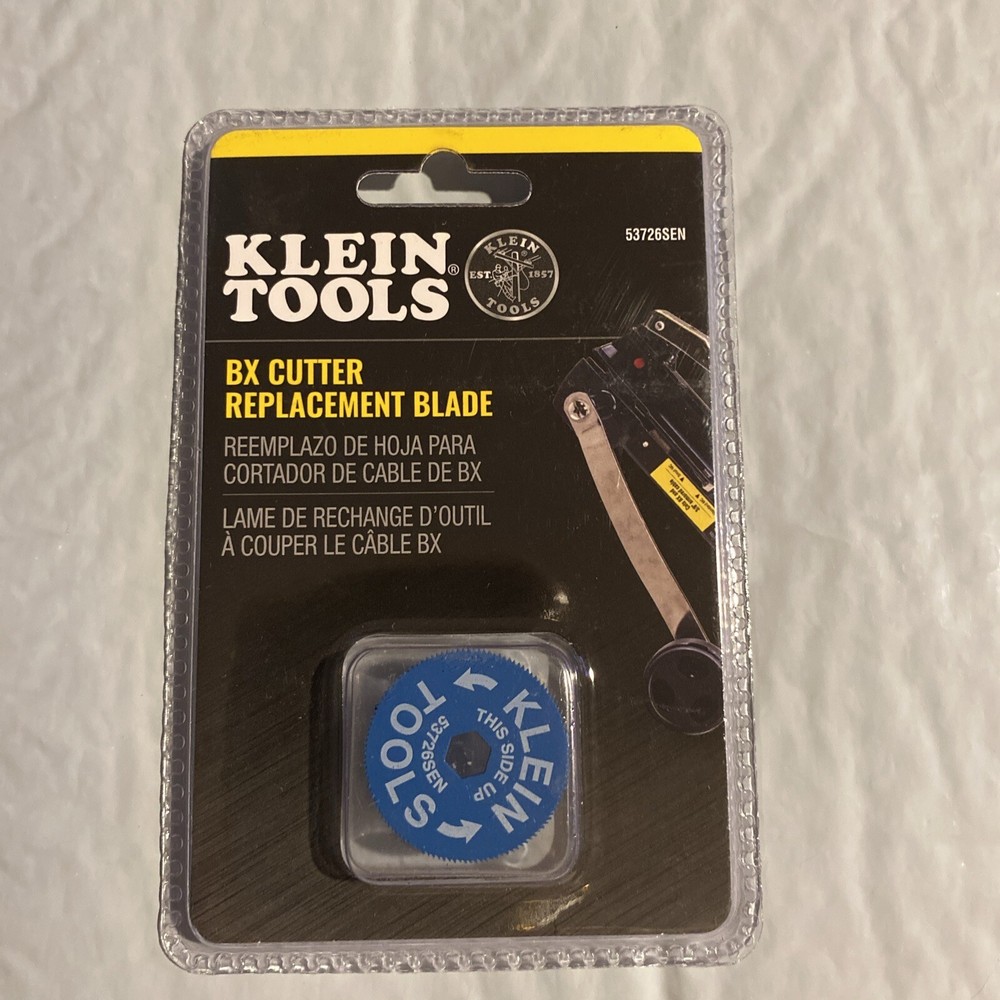 53726SEN
KLEIN
TOOLS®
KLEIN
EST. 1857
TOOLS
BX CUTTER
REPLACEMENT BLADE
REEMPLAZO DE HOJA PARA
CORTADOR DE CABLE DE BX
LAME DE RECHANGE D'OUTIL
À COUPER LE CÂBLE BX
KLEIN
TOOLS
THIS SIDE UP
53726SEN